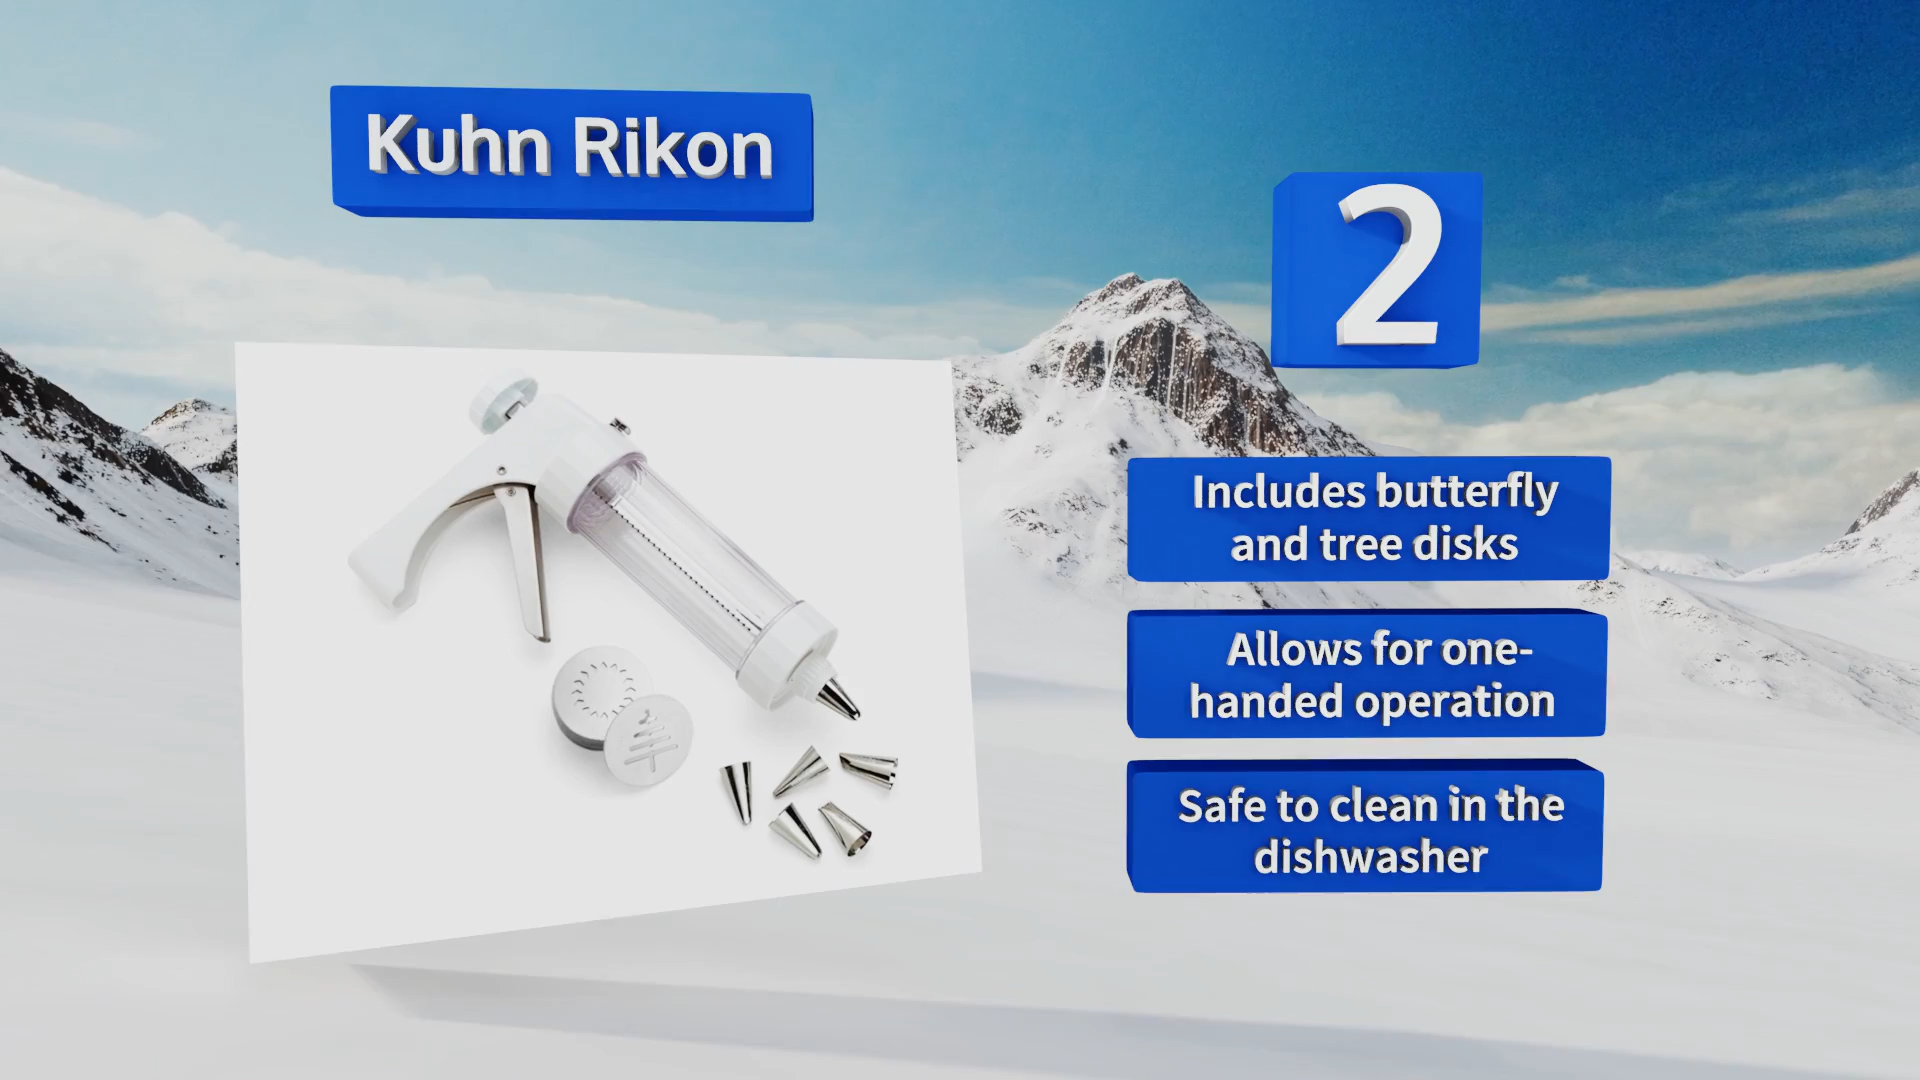 Kuhn Rikon
2
Includes butterfly
and tree disks
Allows for one-
handed operation
Safe to clean in the
dishwasher